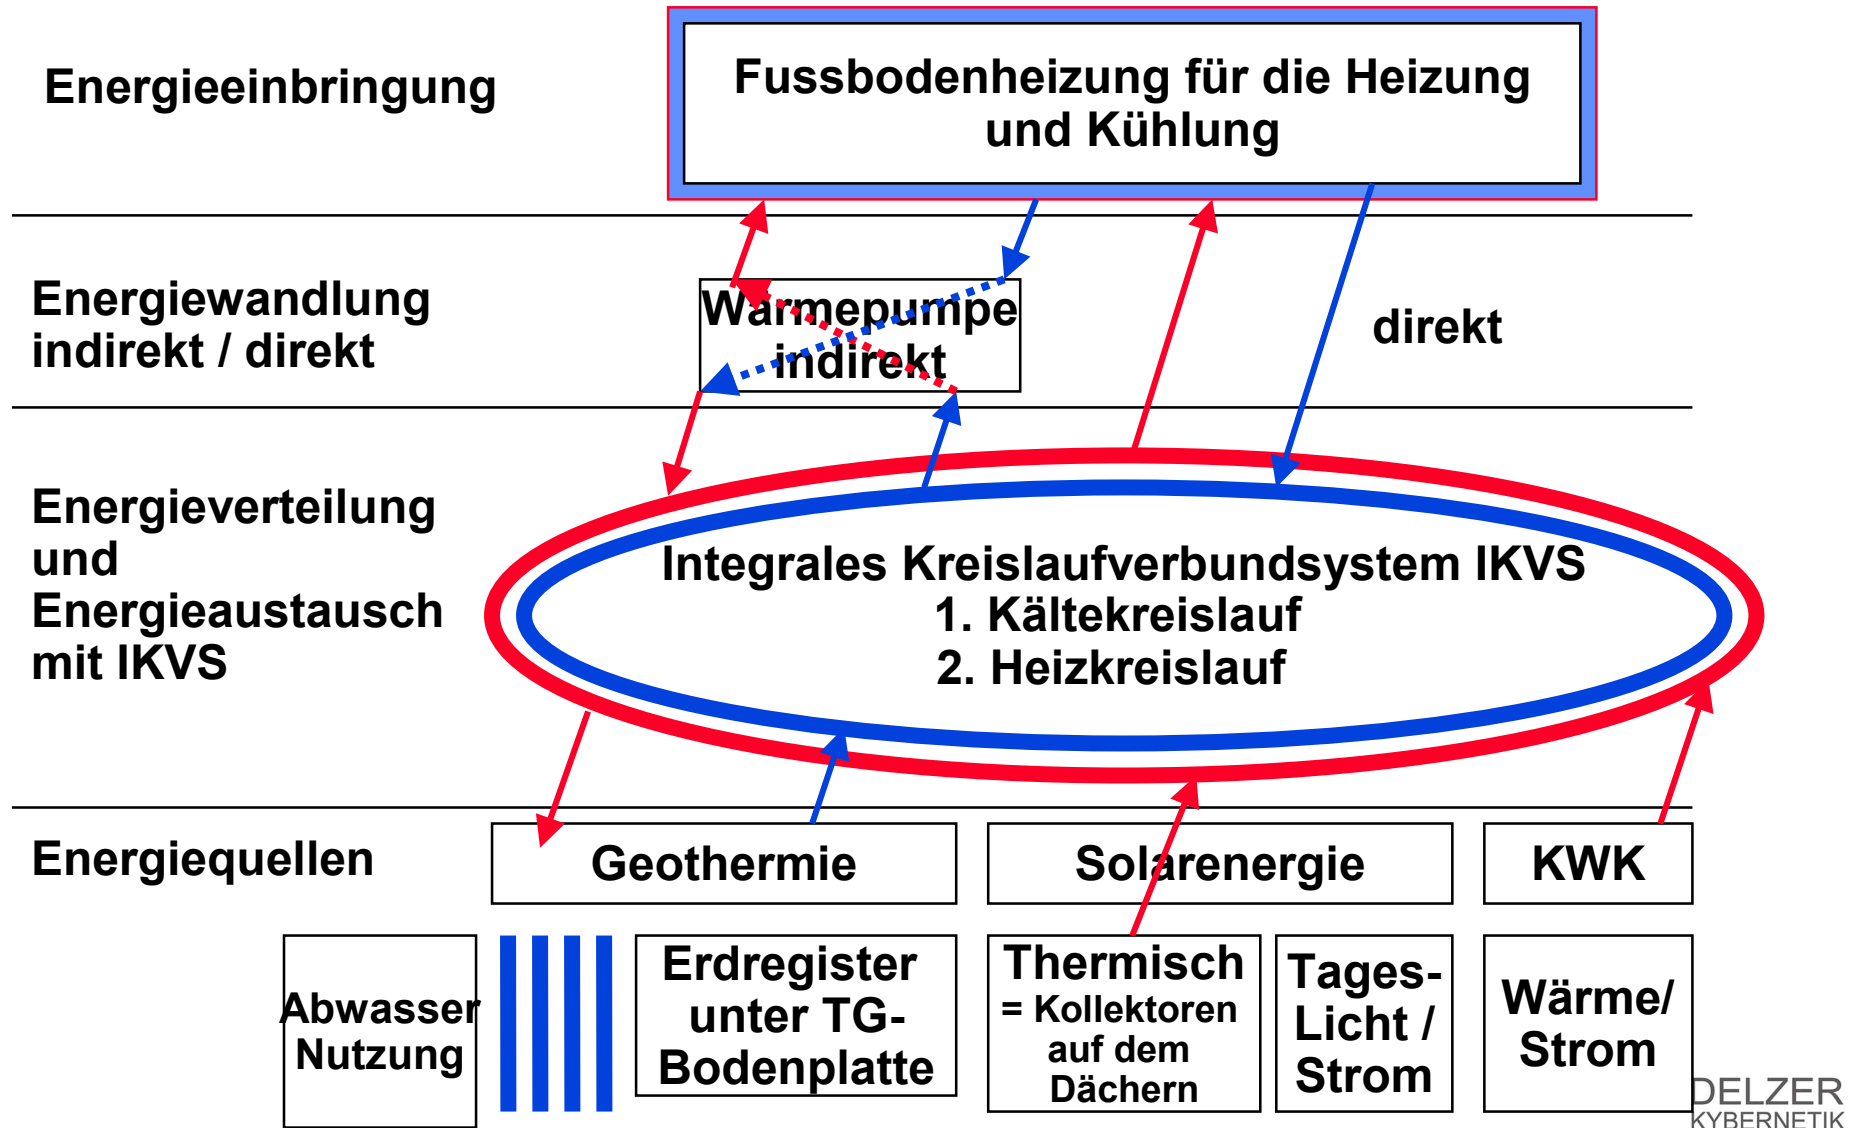 Energieeinbringung
Fussbodenheizung für die Heizung
und Kühlung
Energiewandlung
indirekt / direkt
Wärmepumpe
indirekt
direkt
Energieverteilung
und
Energieaustausch
mit IKVS
Integrales Kreislaufverbundsystem IKVS
1. Kältekreislauf
2. Heizkreislauf
Energiequellen
Geothermie
Solarenergie
KWK
Abwasser
Nutzung
Erdregister
unter TG-
Bodenplatte
Thermisch
= Kollektoren
auf dem
Dächern
Tages-
Licht /
Strom
Wärme/
Strom
DELZER
KYBERNETIK